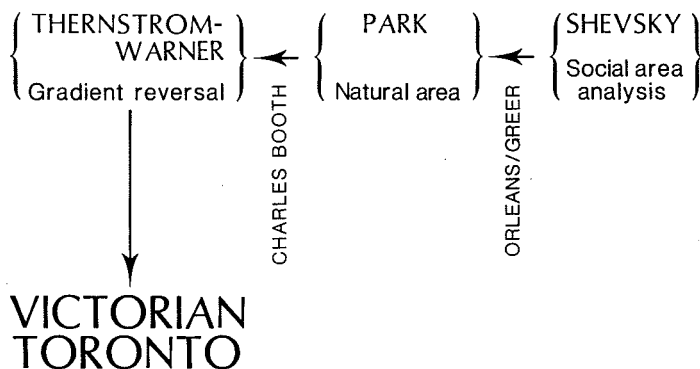 THERNSTROM-
WARNER
Gradient reversal
CHARLES BOOTH
PARK
Natural area
ORLEANS/GREER
SHEVSKY
Social area
analysis
VICTORIAN
TORONTO